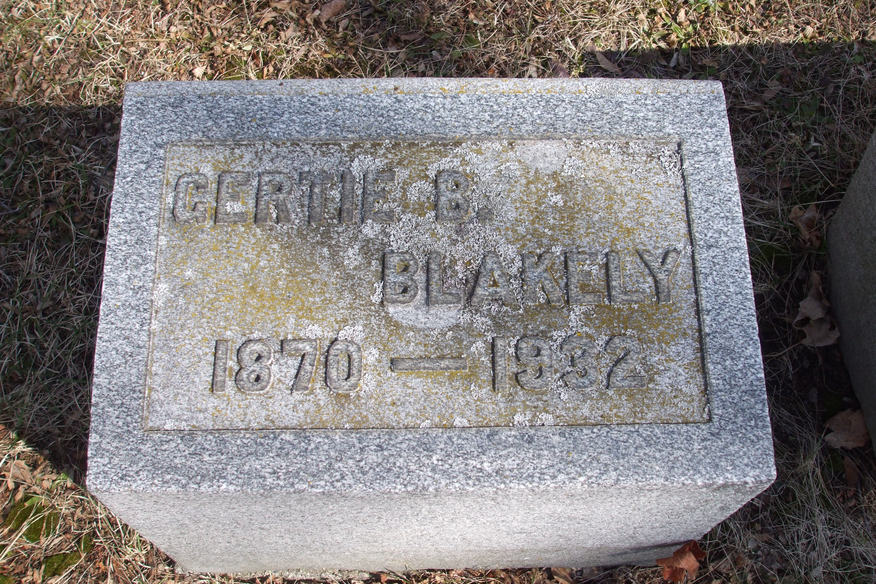 GERTIE B.
BLAKELY
1870 — 1932